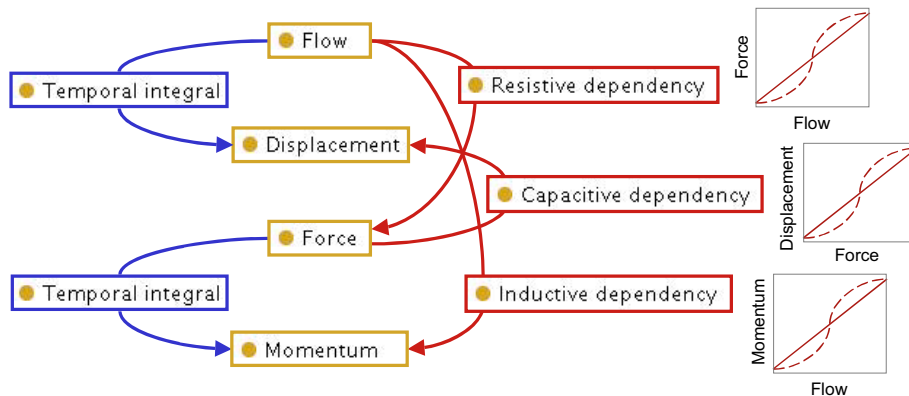 Flow
Temporal integral
Resistive dependency
Displacement
Capacitive dependency
Force
Temporal integral
Inductive dependency
Momentum
Force
Flow
Displacement
Force
Momentum
Flow